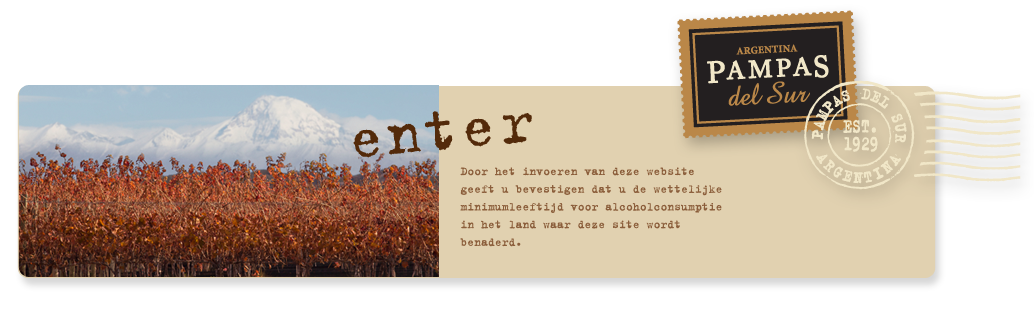 ARGENTINA
PAMPAS
del Sur
PAMPAS DEL SUR
EST.
1929
ARGENTINA
enter
Door het invoeren van deze website
geeft u bevestigen dat u de wettelijke
minimumleeftijd voor alcoholconsumptie
in het land waar deze site wordt
benaderd.